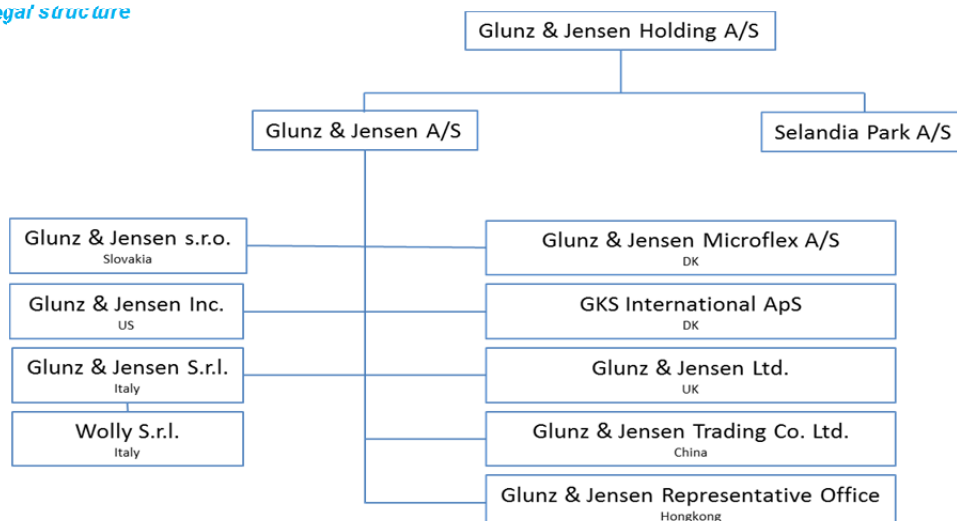 legal structure
Glunz & Jensen Holding A/S
Glunz & Jensen A/S
Selandia Park A/S
Glunz & Jensen s.r.o.
Slovakia
Glunz & Jensen Microflex A/S
DK
Glunz & Jensen Inc.
US
GKS International ApS
DK
Glunz & Jensen S.r.l.
Italy
Glunz & Jensen Ltd.
UK
Wolly S.r.l.
Italy
Glunz & Jensen Trading Co. Ltd.
China
Glunz & Jensen Representative Office
Hongkong